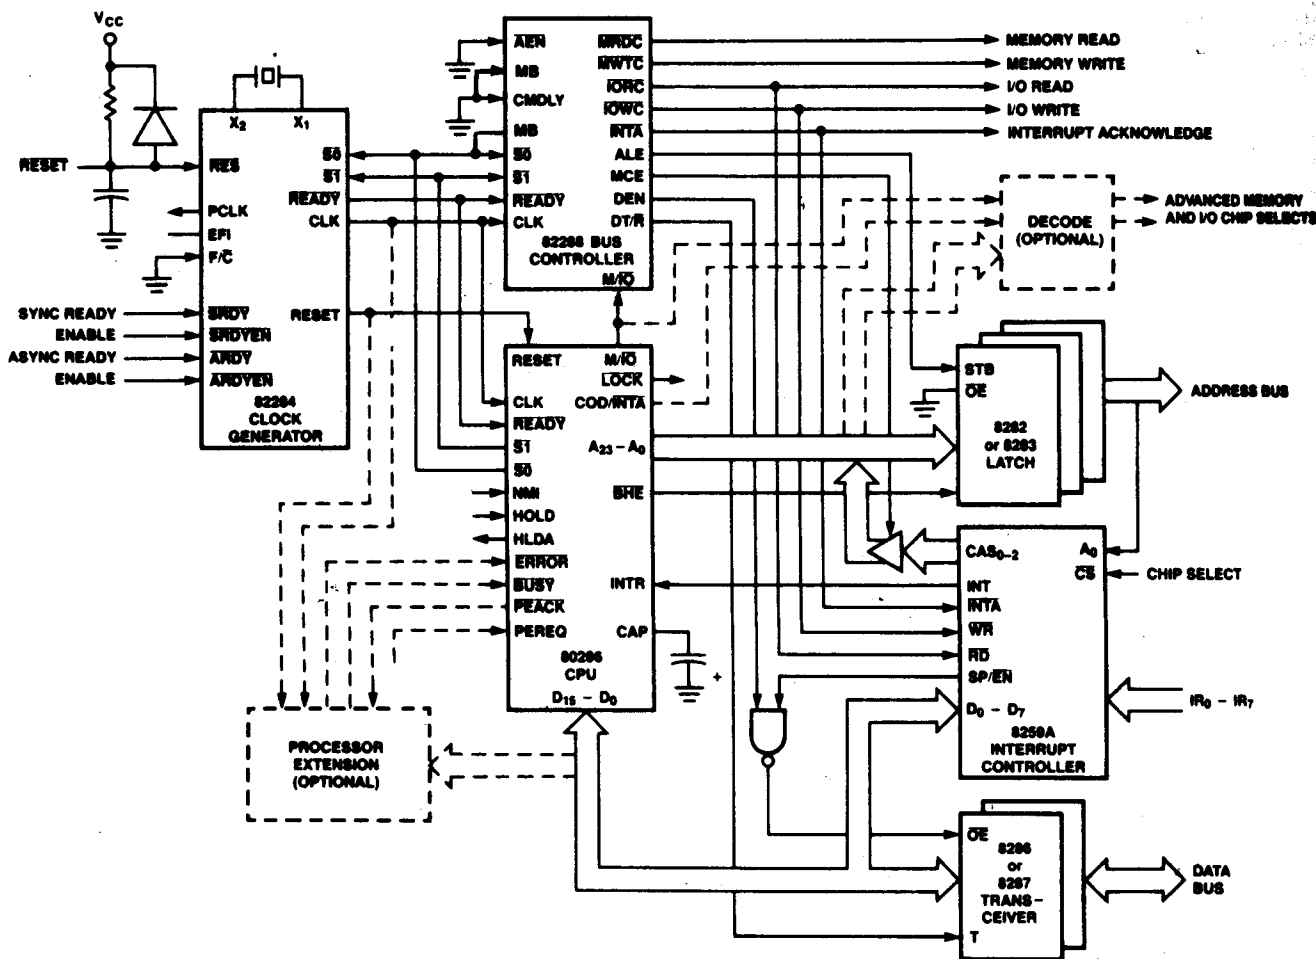 VCC
X2 X1
RESET
RES
PCLK
EFI
F/C
SYNC READY
ENABLE
ASYNC READY
ENABLE
SRDY
SRDYEN
ARDY
ARDYEN
S0
S1
READY
CLK
RESET
82284
CLOCK
GENERATOR
AEN
MB
CMDLY
MB
S0
S1
READY
CLK
MRDC
MWTC
IORC
IOWC
INTA
ALE
MCE
DEN
DT/R
82288 BUS
CONTROLLER
M/IO
MEMORY READ
MEMORY WRITE
I/O READ
I/O WRITE
INTERRUPT ACKNOWLEDGE
DECODE
(OPTIONAL)
ADVANCED MEMORY
AND I/O CHIP SELECTS
RESET
CLK
READY
S1
S0
NMI
HOLD
HLDA
ERROR
BUSY
PEACK
PEREQ
M/IO
LOCK
COD/INTA
A23 – A0
BHE
INTR
CAP
+
80286
CPU
D15 – D0
STB
OE
8282
or 8283
LATCH
ADDRESS BUS
CAS0–2
INT
INTA
WR
RD
SP/EN
D0 – D7
A0
CS
CHIP SELECT
IR0 – IR7
8259A
INTERRUPT
CONTROLLER
PROCESSOR
EXTENSION
(OPTIONAL)
OE
8286
or
8287
TRANS –
CEIVER
T
DATA
BUS